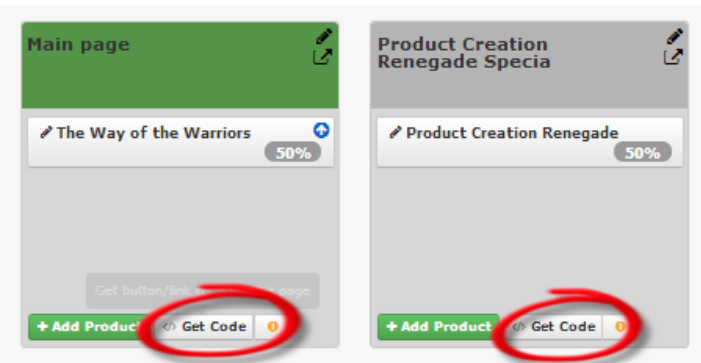 Main page
Product Creation
Renegade Specia
The Way of the Warriors
50%
Product Creation Renegade
50%
Get button/link
page
+ Add Product
</> Get Code
+ Add Product
</> Get Code